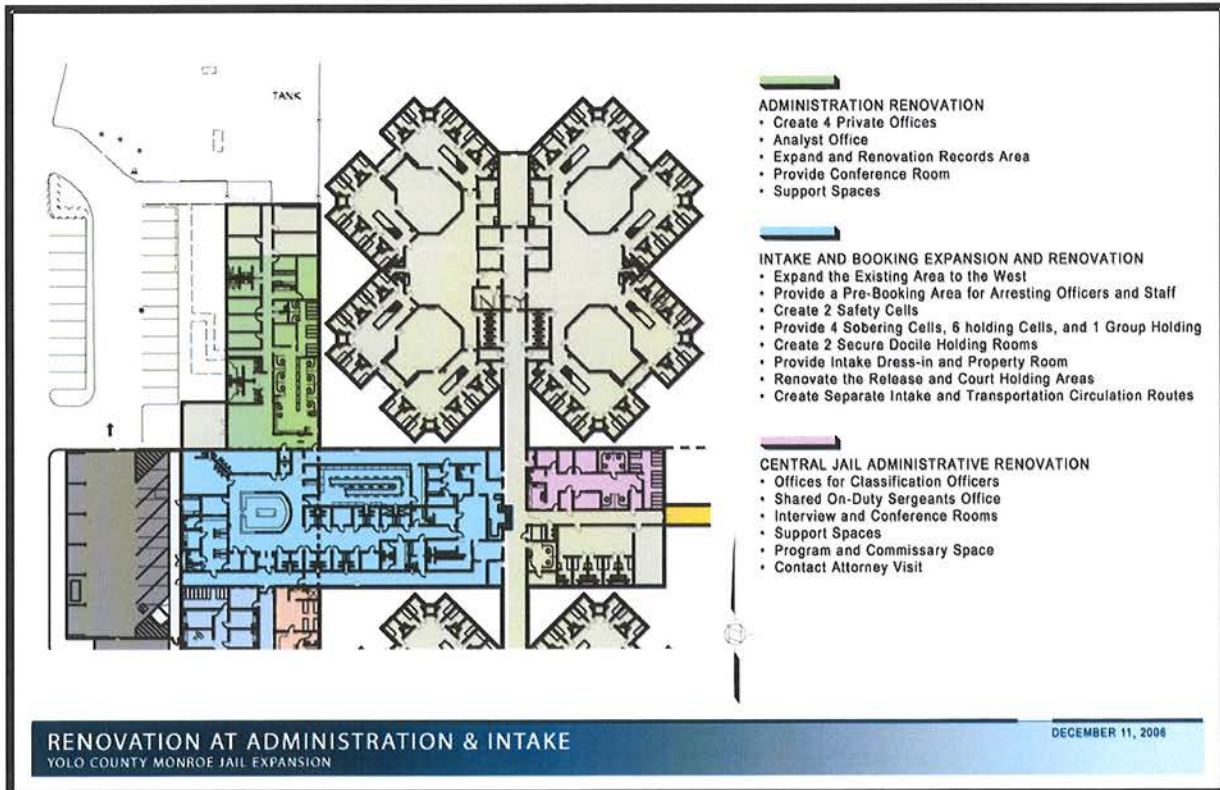 TANK
ADMINISTRATION RENOVATION
• Create 4 Private Offices
• Analyst Office
• Expand and Renovation Records Area
• Provide Conference Room
• Support Spaces
INTAKE AND BOOKING EXPANSION AND RENOVATION
• Expand the Existing Area to the West
• Provide a Pre-Booking Area for Arresting Officers and Staff
• Create 2 Safety Cells
• Provide 4 Sobering Cells, 6 holding Cells, and 1 Group Holding
• Create 2 Secure Docile Holding Rooms
• Provide Intake Dress-in and Property Room
• Renovate the Release and Court Holding Areas
• Create Separate Intake and Transportation Circulation Routes
CENTRAL JAIL ADMINISTRATIVE RENOVATION
• Offices for Classification Officers
• Shared On-Duty Sergeants Office
• Interview and Conference Rooms
• Support Spaces
• Program and Commissary Space
• Contact Attorney Visit
RENOVATION AT ADMINISTRATION & INTAKE
YOLO COUNTY MONROE JAIL EXPANSION
DECEMBER 11, 2006